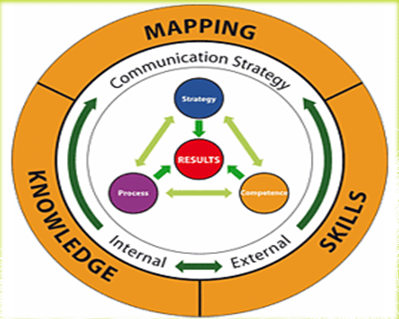 MAPPING
Communication Strategy
Strategy
RESULTS
Process
Competence
Internal
External
KNOWLEDGE
SKILLS